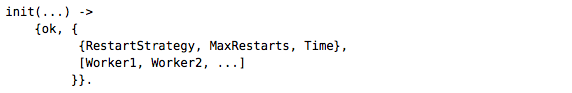 init(...) ->
    {ok, {
          {RestartStrategy, MaxRestarts, Time},
          [Worker1, Worker2, ...]
         }}.